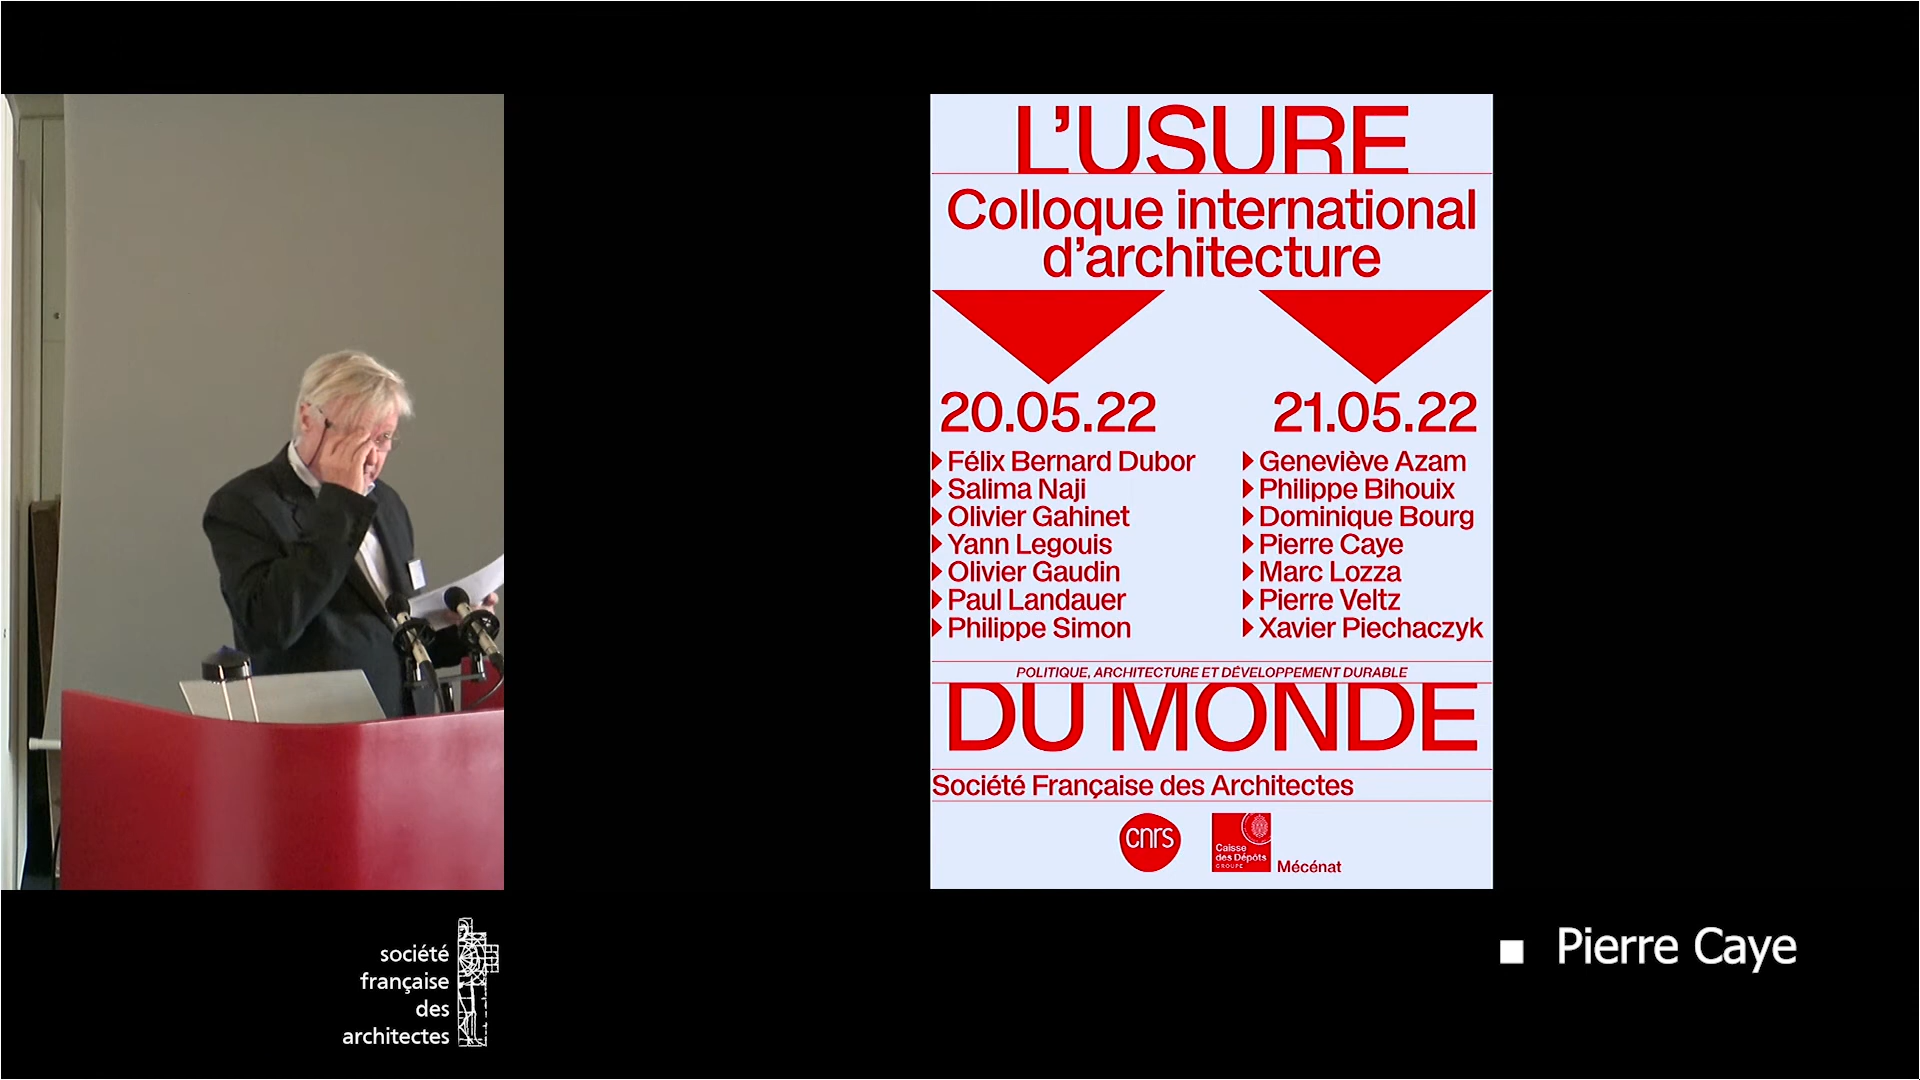 L'USURE
Colloque international
d'architecture
20.05.22
Félix Bernard Dubor
Salima Naji
Olivier Gahinet
Yann Legouis
Olivier Gaudin
Paul Landauer
Philippe Simon
21.05.22
Geneviève Azam
Philippe Bihouix
Dominique Bourg
Pierre Caye
Marc Lozza
Pierre Veltz
Xavier Piechaczyk
POLITIQUE, ARCHITECTURE ET DÉVELOPPEMENT DURABLE
DU MONDE
Société Française des Architectes
cnrs
Caisse
des Dépôts
GROUPE
Mécénat
société
française
des
architectes
Pierre Caye